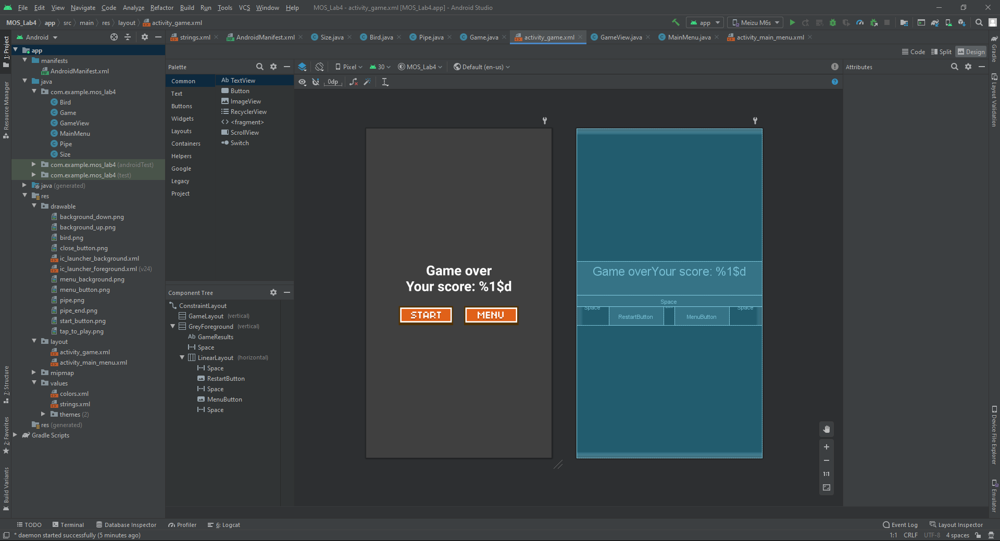 File Edit View Navigate Code Analyze Refactor Build Run Tools VCS Window Help MOS_Lab4 - activity_game.xml [MOS_Lab4.app] - Android Studio
MOS_Lab4 app src main res layout activity_game.xml app Meizu M6s
Android strings.xml AndroidManifest.xml Size.java Bird.java Pipe.java Game.java activity_game.xml GameView.java MainMenu.java activity_main_menu.xml
Code Split Design
1: Project
Resource Manager
7: Structure
2: Favorites
Build Variants
app
manifests
AndroidManifest.xml
java
com.example.mos_lab4
Bird
Game
GameView
MainMenu
Pipe
Size
com.example.mos_lab4 (androidTest)
com.example.mos_lab4 (test)
java (generated)
res
drawable
background_down.png
background_up.png
bird.png
close_button.png
ic_launcher_background.xml
ic_launcher_foreground.xml (v24)
menu_background.png
menu_button.png
pipe.png
pipe_end.png
start_button.png
tap_to_play.png
layout
activity_game.xml
activity_main_menu.xml
mipmap
values
colors.xml
strings.xml
themes (2)
res (generated)
Gradle Scripts
Palette
Common
Text
Buttons
Widgets
Layouts
Containers
Helpers
Google
Legacy
Project
Ab TextView
Button
ImageView
RecyclerView
<fragment>
ScrollView
Switch
Component Tree
ConstraintLayout
GameLayout (vertical)
GreyForeground (vertical)
Ab GameResults
Space
LinearLayout (horizontal)
Space
RestartButton
Space
MenuButton
Space
Pixel 30 MOS_Lab4 Default (en-us)
0dp
Game over
Your score: %1$d
START MENU
Game overYour score: %1$d
Space
Space Space
RestartButton MenuButton
1:1
Attributes
Gradle
Layout Validation
Device File Explorer
Emulator
TODO Terminal Database Inspector Profiler 6: Logcat Event Log Layout Inspector
* daemon started successfully (5 minutes ago) 1:1 CRLF UTF-8 4 spaces